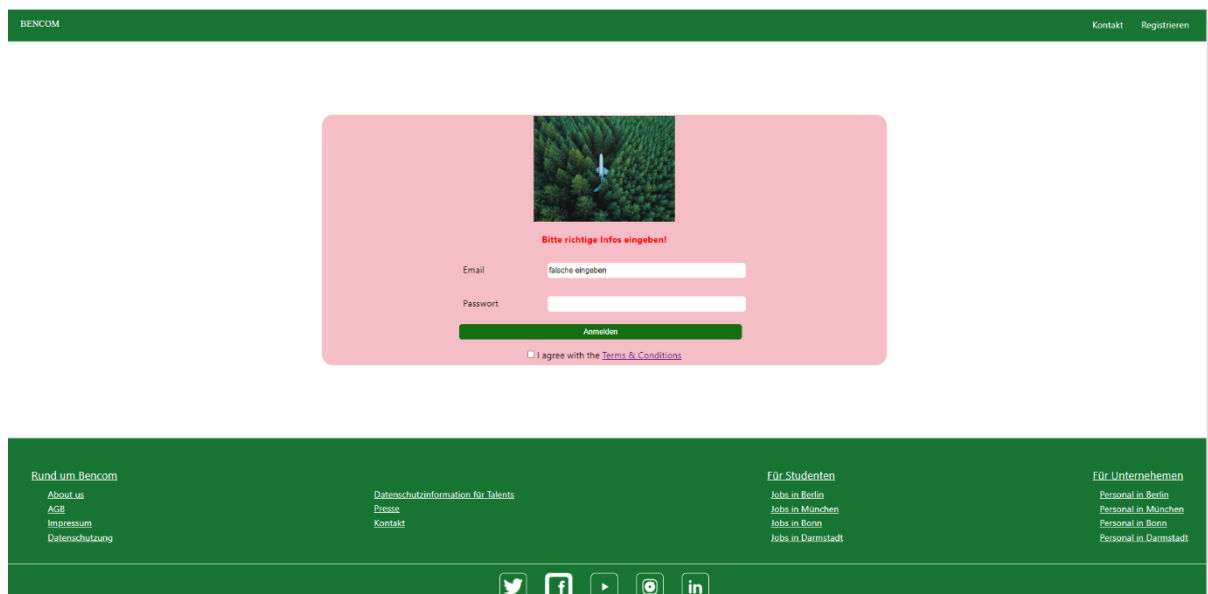 BENCOM
Kontakt Registrieren
Bitte richtige Infos eingeben!
Email falsche eingeben
Passwort
Anmelden
I agree with the Terms & Conditions
Rund um Bencom
About us
AGB
Impressum
Datenschutzung
Datenschutzinformation für Talents
Presse
Kontakt
Für Studenten
Jobs in Berlin
Jobs in München
Jobs in Bonn
Jobs in Darmstadt
Für Unternehemen
Personal in Berlin
Personal in München
Personal in Bonn
Personal in Darmstadt